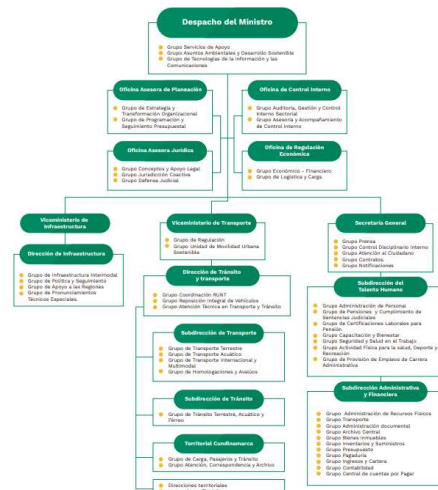 Despacho del Ministro
Grupo Servicios de Apoyo
Grupo Asuntos Ambientales y Desarrollo Sostenible
Grupo de Tecnologías de la Información y las
Comunicaciones
Oficina Asesora de Planeación
Grupo de Estrategia y
Transformación Organizacional
Grupo de Programación y
Seguimiento Presupuestal
Oficina de Control Interno
Grupo Auditoría, Gestión y Control
Interno Sectorial
Grupo Asesoría y Acompañamiento
de Control Interno
Oficina Asesora Jurídica
Grupo Conceptos y Apoyo Legal
Grupo Jurisdicción Coactiva
Grupo Defensa Judicial
Oficina de Regulación
Económica
Grupo Económico - Financiero
Grupo de Logística y Carga
Viceministerio de
Infraestructura
Dirección de Infraestructura
Grupo de Infraestructura Intermodal
Grupo de Política y Seguimiento
Grupo de Apoyo a las Regiones
Grupo de Pronunciamientos
Técnicos Especiales.
Viceministerio de Transporte
Grupo de Regulación
Grupo Unidad de Movilidad Urbana
Sostenible
Dirección de Tránsito
y transporte
Grupo Coordinación RUNT
Grupo Reposición Integral de Vehículos
Grupo Atención Técnica en Transporte y Tránsito
Subdirección de Transporte
Grupo de Transporte Terrestre
Grupo de Transporte Acuático
Grupo de Transporte Internacional y
Multimodal
Grupo de Homologaciones y Avalúos
Subdirección de Tránsito
Grupo de Tránsito Terrestre, Acuático y
Férreo
Territorial Cundinamarca
Grupo de Carga, Pasajeros y Tránsito
Grupo Atención, Correspondencia y Archivo
Direcciones territoriales
Secretaría General
Grupo Prensa
Grupo Control Disciplinario Interno
Grupo Atención al Ciudadano
Grupo Contratos.
Grupo Notificaciones
Subdirección del
Talento Humano
Grupo Administración de Personal
Grupo de Pensiones y Cumplimiento de
Sentencias Judiciales
Grupo de Certificaciones Laborales para
Pensión.
Grupo Capacitación y Bienestar
Grupo Seguridad y Salud en el Trabajo
Grupo Actividad Física para la salud, Deporte y
Recreación
Grupo de Provisión de Empleos de Carrera
Administrativa
Subdirección Administrativa
y Financiera
Grupo Administración de Recursos Físicos
Grupo Transporte
Grupo Administración documental
Grupo Archivo Central
Grupo Bienes Inmuebles
Grupo Inventarios y Suministros
Grupo Presupuesto
Grupo Pagaduría
Grupo Ingresos y Cartera
Grupo Contabilidad
Grupo Central de cuentas por Pagar